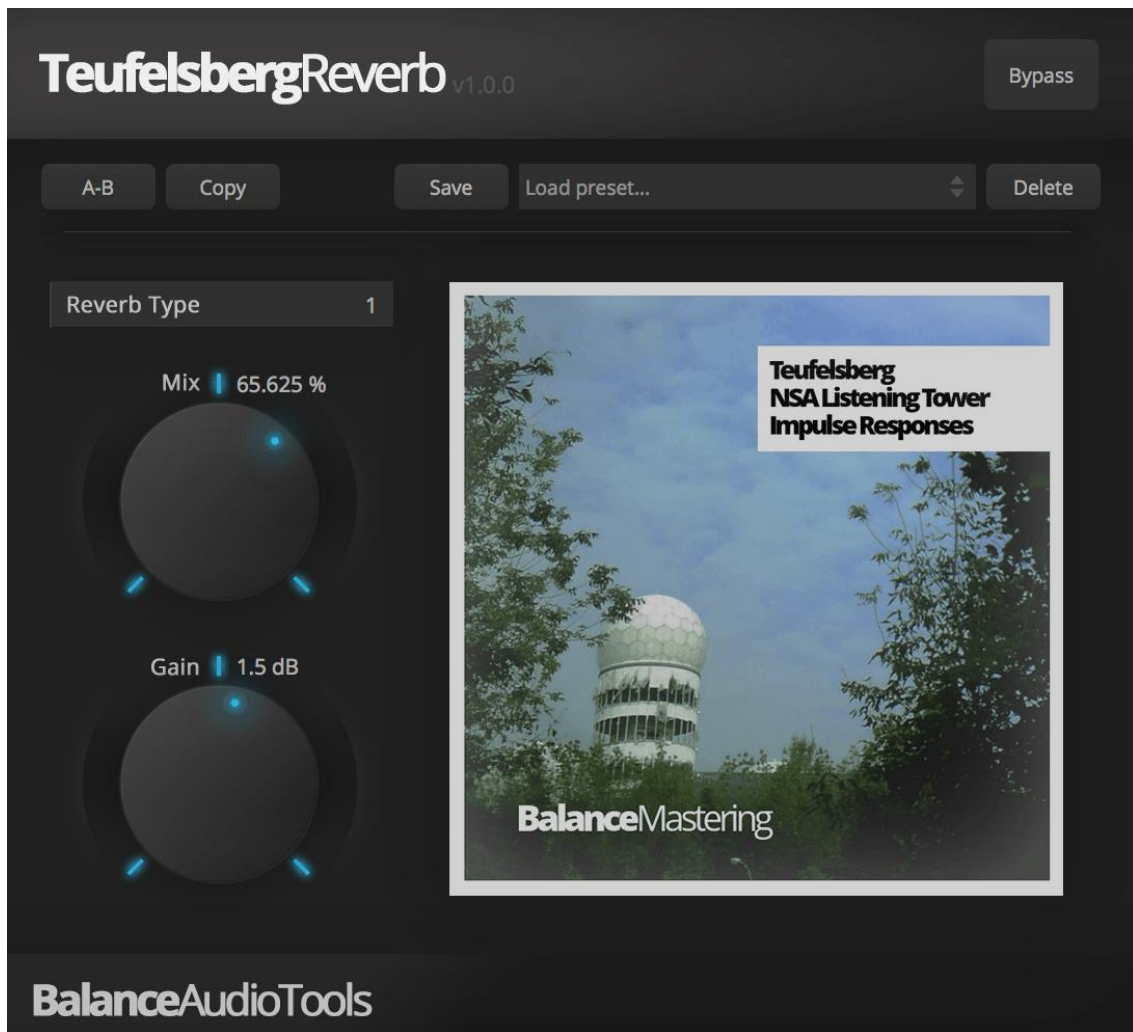 TeufelsbergReverb v1.0.0
Bypass
A-B
Copy
Save
Load preset...
Delete
Reverb Type 1
Mix 65.625 %
Gain 1.5 dB
Teufelsberg
NSA Listening Tower
Impulse Responses
BalanceMastering
BalanceAudioTools